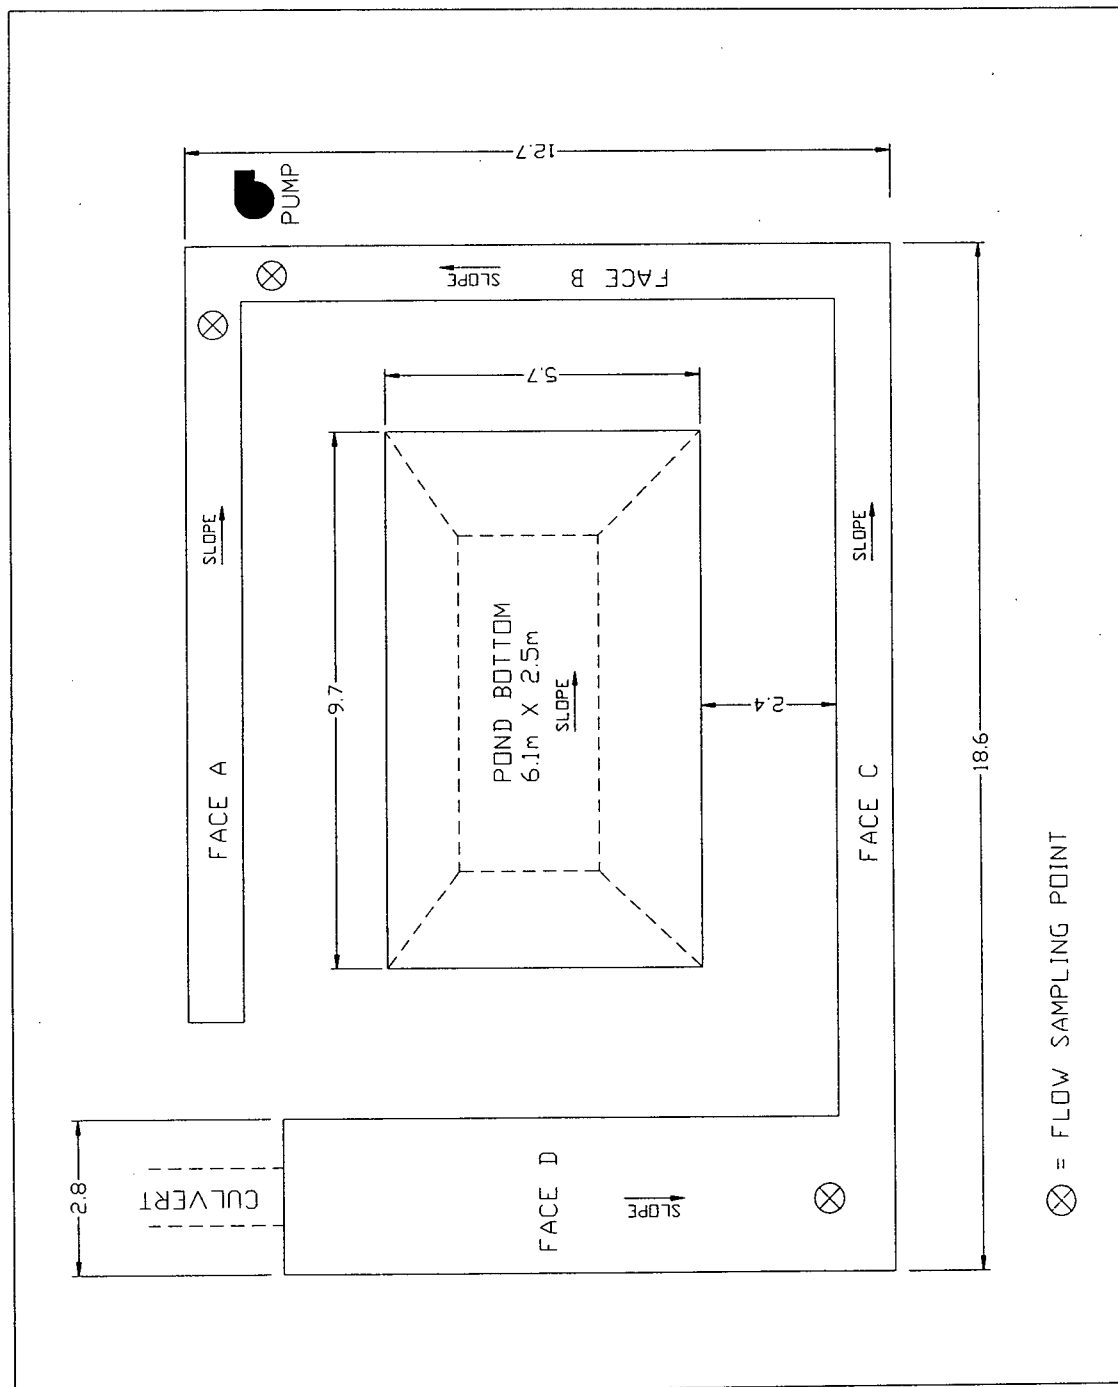 12.7
PUMP
FACE B
SLOPE
SLOPE
FACE A
5.7
9.7
POND BOTTOM
6.1m X 2.5m
SLOPE
2.4
SLOPE
FACE C
18.6
2.8
CULVERT
FACE D
SLOPE
= FLOW SAMPLING POINT